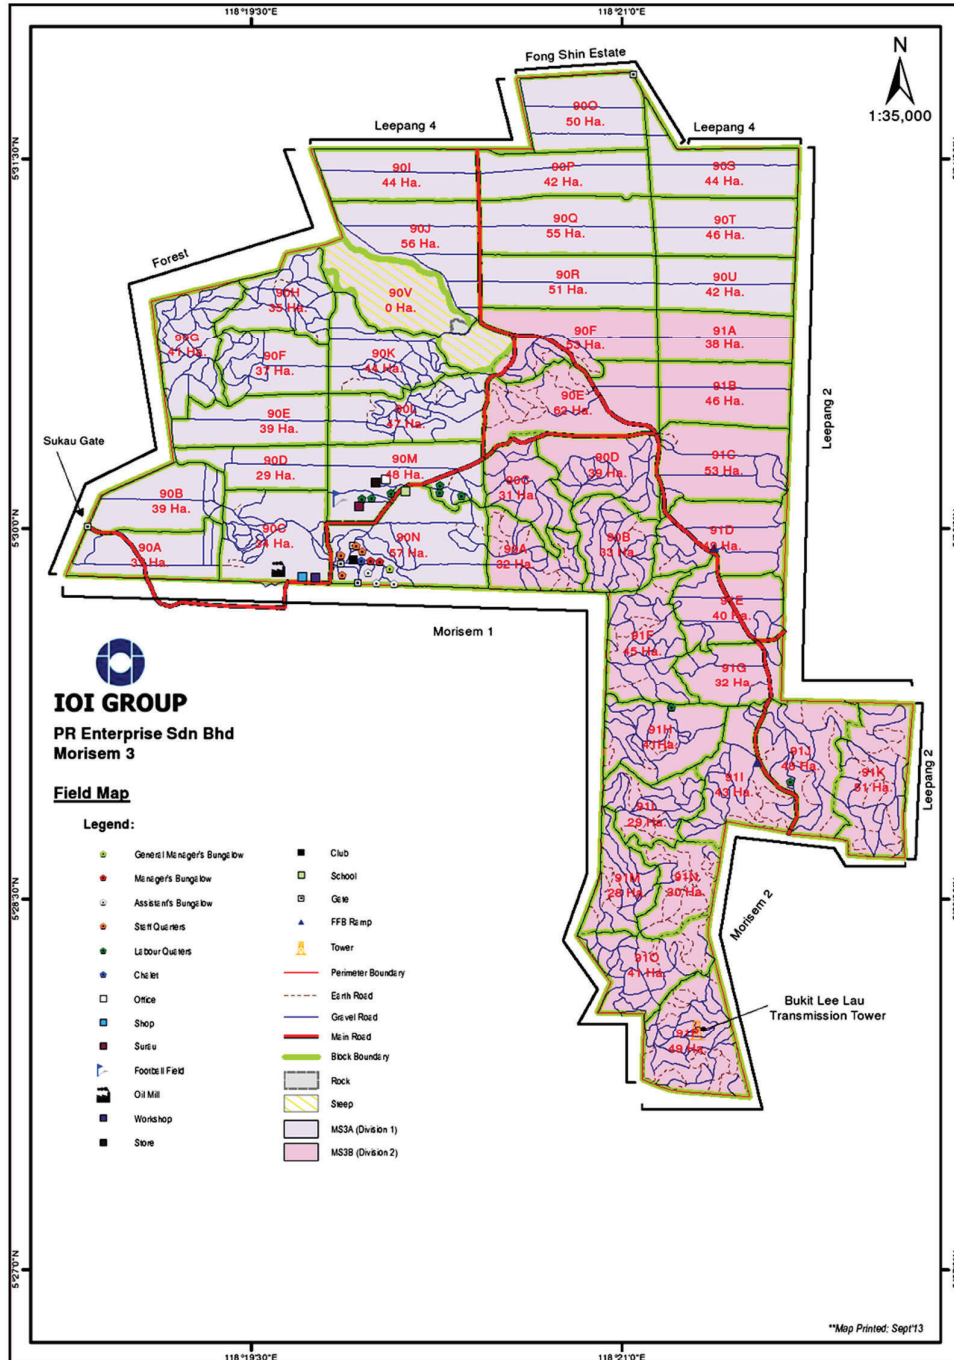 118°19'30"E
118°21'0"E
Fong Shin Estate
N
1:35,000
Leepang 4
Leepang 4
5°31'30"N
90O
50 Ha.
90I
44 Ha.
90P
42 Ha.
90S
44 Ha.
90J
56 Ha.
90Q
55 Ha.
90T
46 Ha.
Forest
90H
35 Ha.
90V
0 Ha.
90R
51 Ha.
90U
42 Ha.
90G
41 Ha.
90F
37 Ha.
90K
44 Ha.
90F
53 Ha.
91A
38 Ha.
90E
62 Ha.
91B
46 Ha.
Leepang 2
90E
39 Ha.
90L
47 Ha.
Sukau Gate
90D
29 Ha.
90M
48 Ha.
90C
31 Ha.
90D
39 Ha.
91C
53 Ha.
90B
39 Ha.
5°30'0"N
90A
90C
34 Ha.
90N
57 Ha.
90A
32 Ha.
90B
33 Ha.
91D
91E
40 Ha.
Morisem 1
91F
45 Ha.
91G
32 Ha.
IOI GROUP
PR Enterprise Sdn Bhd
Morisem 3
91H
41Ha.
91I
43 Ha.
91J
91K
51 Ha.
Leepang 2
91L
29 Ha.
91M
28 Ha.
91N
30 Ha.
Morisem 2
91O
41 Ha.
91P
49 Ha.
Bukit Lee Lau
Transmission Tower
Field Map
Legend:
General Manager's Bungalow
Manager's Bungalow
Assistant's Bungalow
Staff Quarters
Labour Quaters
Chalet
Office
Shop
Surau
Football Field
Oil Mill
Workshop
Store
Club
School
Gate
FFB Ramp
Tower
Perimeter Boundary
Earth Road
Gravel Road
Main Road
Block Boundary
Rock
Steep
MS3A (Division 1)
MS3B (Division 2)
5°28'30"N
5°27'0"N
**Map Printed: Sept'13
118°19'30"E
118°21'0"E